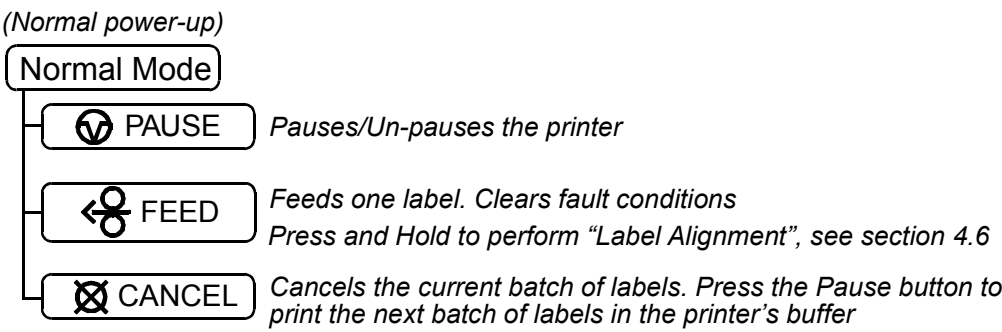 (Normal power-up)
Normal Mode
PAUSE Pauses/Un-pauses the printer
FEED Feeds one label. Clears fault conditions
Press and Hold to perform “Label Alignment”, see section 4.6
CANCEL Cancels the current batch of labels. Press the Pause button to
print the next batch of labels in the printer’s buffer